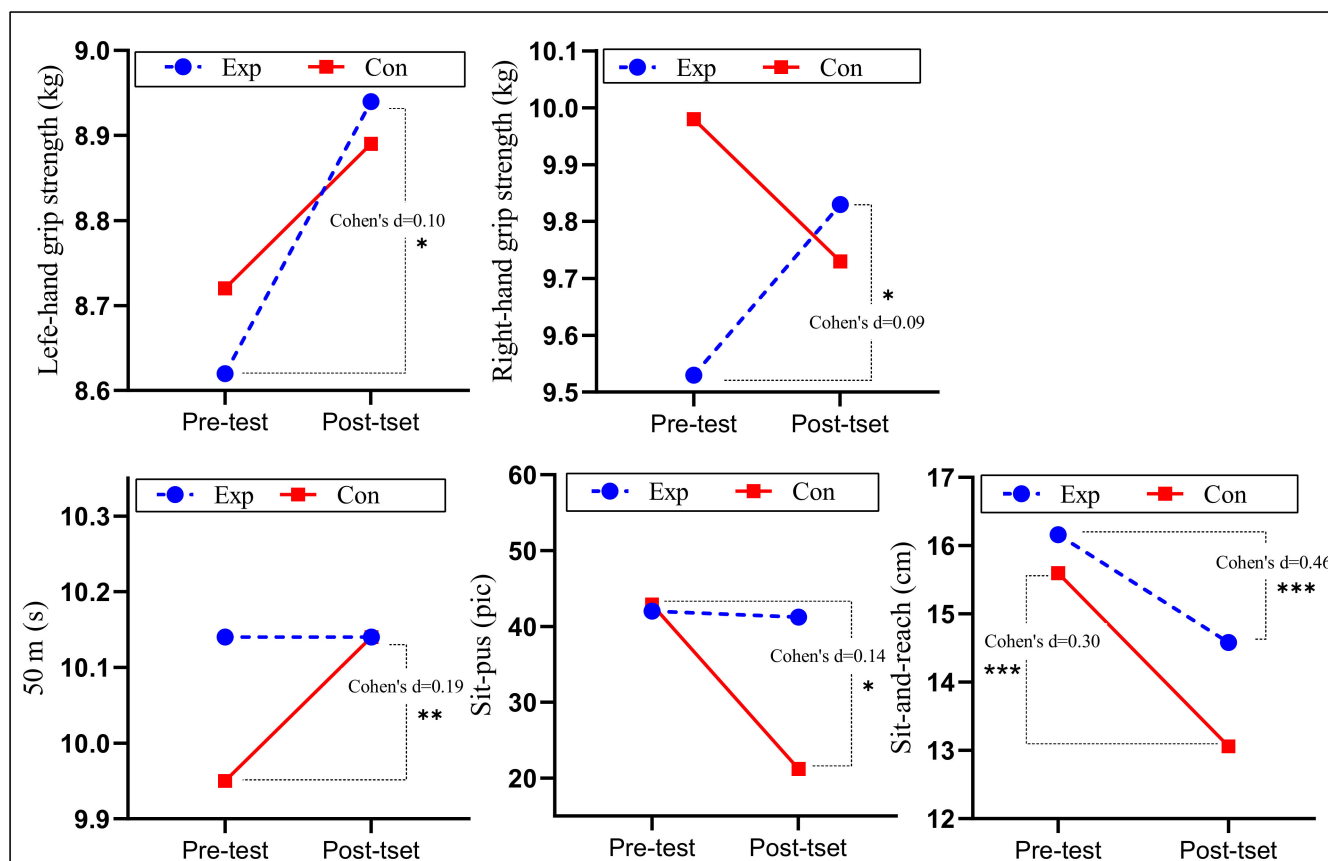 Exp Con
Lefe-hand grip strength (kg)
9.0
8.9
8.8
8.7
8.6
Cohen's d=0.10
*
Pre-test Post-tset
Exp Con
Right-hand grip strength (kg)
10.1
10.0
9.9
9.8
9.7
9.6
9.5
*
Cohen's d=0.09
Pre-test Post-tset
Exp Con
50 m (s)
10.3
10.2
10.1
10.0
9.9
Cohen's d=0.19
**
Pre-test Post-tset
Exp Con
Sit-pus (pic)
60
50
40
30
20
Cohen's d=0.14
*
Pre-test Post-tset
Exp Con
Sit-and-reach (cm)
17
16
15
14
13
12
Cohen's d=0.46
***
Cohen's d=0.30
***
Pre-test Post-tset